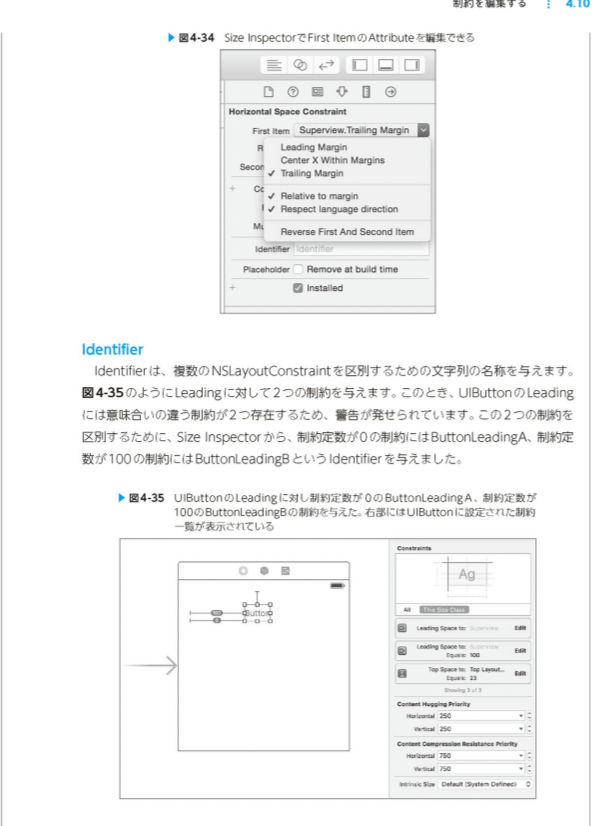 制約を編集する ⋮ 4.10
▶ 図4-34 Size InspectorでFirst ItemのAttributeを編集できる
Horizontal Space Constraint
First Item Superview.Trailing Margin
R
Leading Margin
Center X Within Margins
Secon
✓ Trailing Margin
+ Co
✓ Relative to margin
✓ Respect language direction
Mu
Reverse First And Second Item
Identifier Identifier
Placeholder Remove at build time
+ Installed
Identifier
Identifierは、複数のNSLayoutConstraintを区別するための文字列の名称を与えます。
図4-35のようにLeadingに対して2つの制約を与えます。このとき、UIButtonのLeading
には意味合いの違う制約が2つ存在するため、警告が発せられています。この2つの制約を
区別するために、Size Inspectorから、制約定数が0の制約にはButtonLeadingA、制約定
数が100の制約にはButtonLeadingBというIdentifierを与えました。
▶ 図4-35 UIButtonのLeadingに対し制約定数が0のButtonLeadingA、制約定数が
100のButtonLeadingBの制約を与えた。右部にはUIButtonに設定された制約
一覧が表示されている
Button
Constraints
Ag
All This Size Class
Leading Space to: Superview Edit
Leading Space to: Superview
Equals: 100 Edit
Top Space to: Top Layout...
Equals: 23 Edit
Showing 3 of 3
Content Hugging Priority
Horizontal 250
Vertical 250
Content Compression Resistance Priority
Horizontal 750
Vertical 750
Intrinsic Size Default (System Defined)